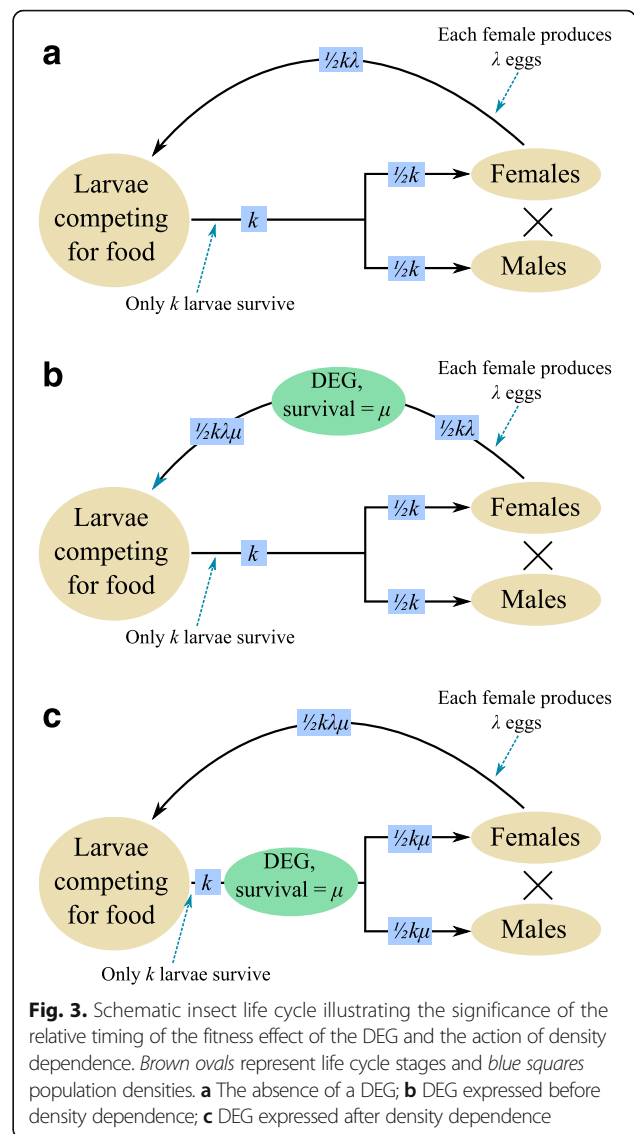 a
Each female produces
λ eggs
½kλ
Larvae
competing
for food
k
½k
½k
Females
Males
Only k larvae survive
b
DEG,
survival = μ
Each female produces
λ eggs
½kλμ
½kλ
Larvae
competing
for food
k
½k
½k
Females
Males
Only k larvae survive
c
Each female produces
λ eggs
½kλμ
Larvae
competing
for food
k
DEG,
survival = μ
½kμ
½kμ
Females
Males
Only k larvae survive
Fig. 3. Schematic insect life cycle illustrating the significance of the
relative timing of the fitness effect of the DEG and the action of density
dependence. Brown ovals represent life cycle stages and blue squares
population densities. a The absence of a DEG; b DEG expressed before
density dependence; c DEG expressed after density dependence